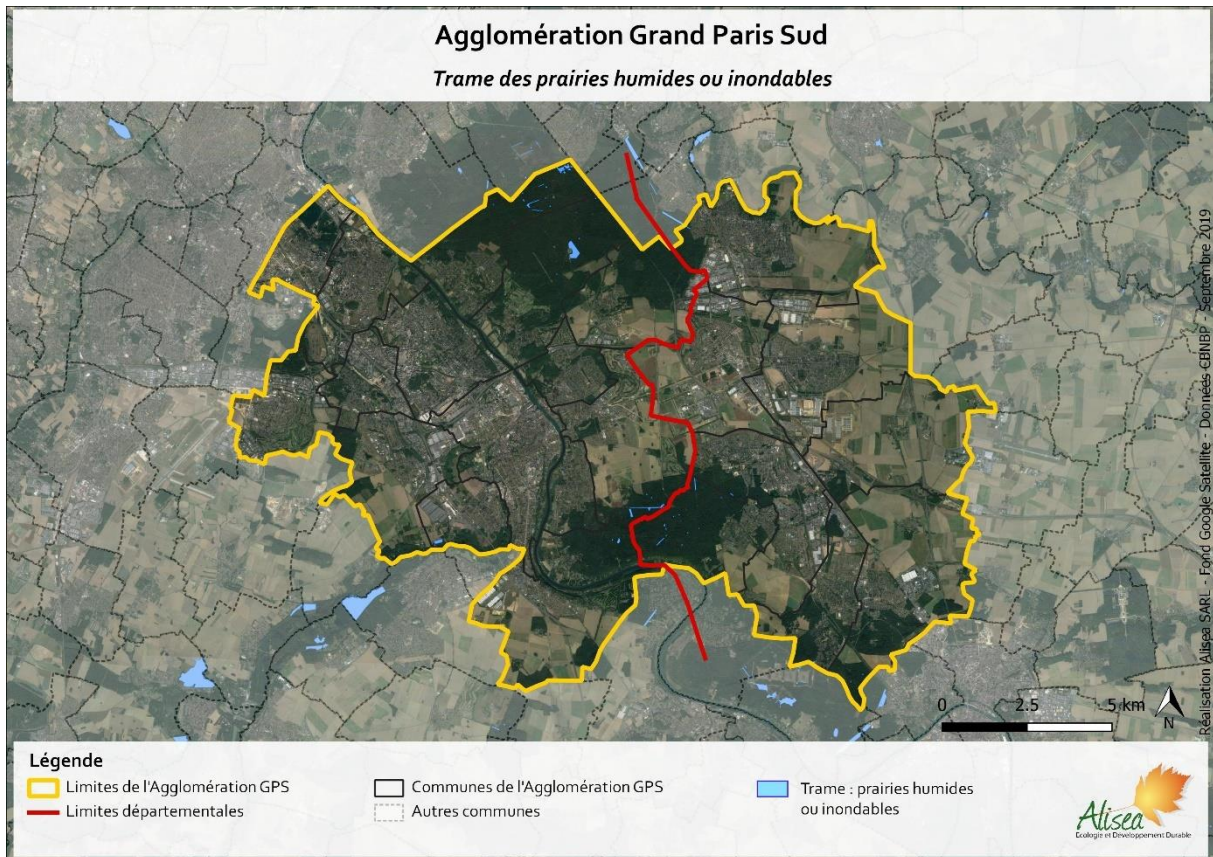 Agglomération Grand Paris Sud
Trame des prairies humides ou inondables
Réalisation Alisea SARL - Fond Google Satellite - Données CBNBP - Septembre 2019
0 2.5 5 km
N
Légende
Limites de l'Agglomération GPS
Limites départementales
Communes de l'Agglomération GPS
Autres communes
Trame : prairies humides
ou inondables
Alisea
Ecologie et Développement Durable